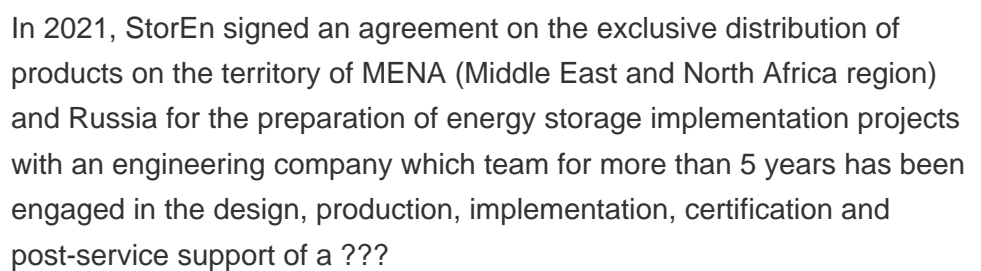 In 2021, StorEn signed an agreement on the exclusive distribution of
products on the territory of MENA (Middle East and North Africa region)
and Russia for the preparation of energy storage implementation projects
with an engineering company which team for more than 5 years has been
engaged in the design, production, implementation, certification and
post-service support of a ???